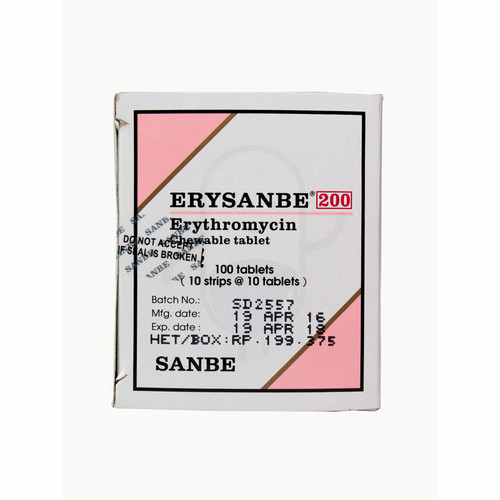 ERYSANBE® 200
Erythromycin
Chewable tablet
DO NOT ACCEPT
IF SEAL IS BROKEN!
100 tablets
( 10 strips @ 10 tablets )
Batch No.: SD2557
Mfg. date: 19 APR 16
Exp. date: 19 APR 18
HET/BOX:RP.199.375
SANBE